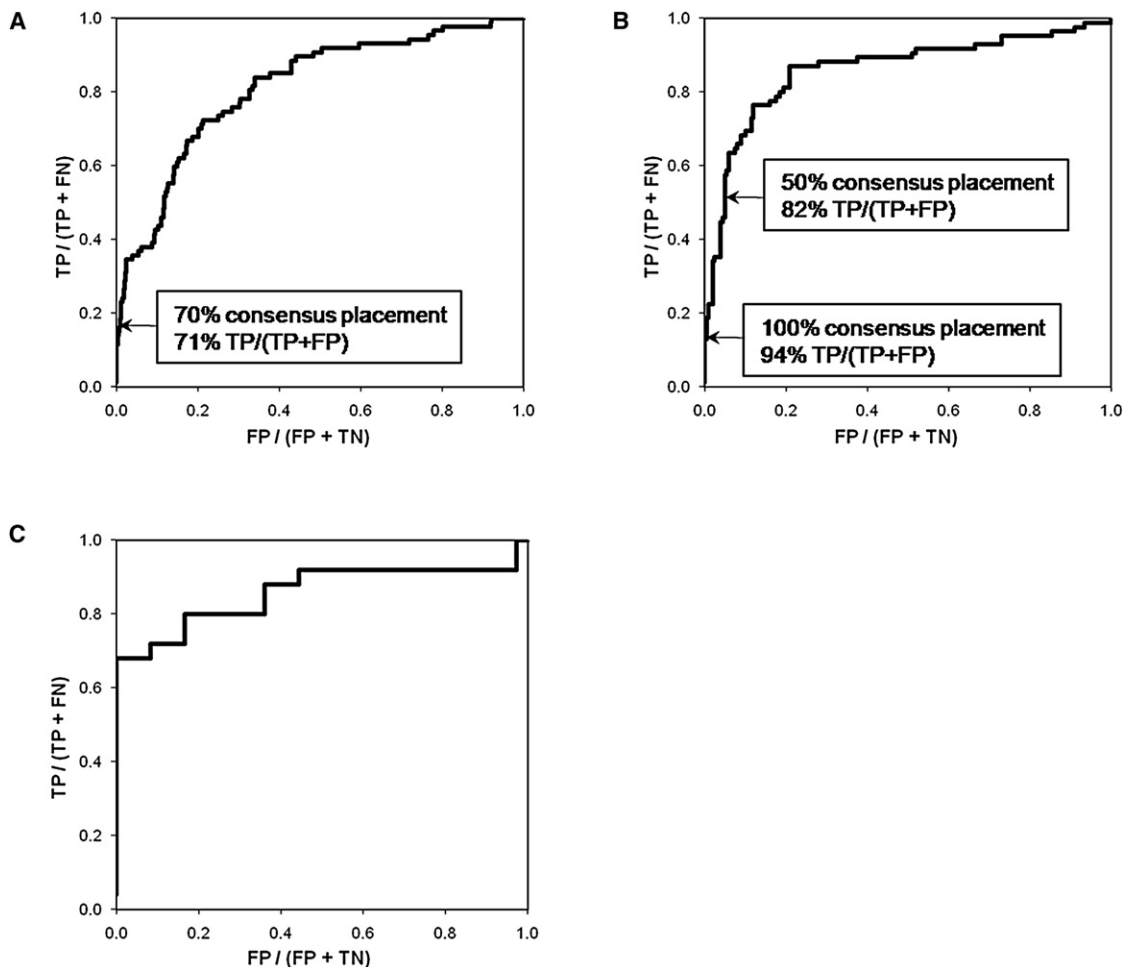 A
1.0
0.8
0.6
0.4
0.2
0.0
TP / (TP + FN)
70% consensus placement
71% TP/(TP+FP)
0.0 0.2 0.4 0.6 0.8 1.0
FP / (FP + TN)
B
1.0
0.8
0.6
0.4
0.2
0.0
TP / (TP + FN)
50% consensus placement
82% TP/(TP+FP)
100% consensus placement
94% TP/(TP+FP)
0.0 0.2 0.4 0.6 0.8 1.0
FP / (FP + TN)
C
1.0
0.8
0.6
0.4
0.2
0.0
TP / (TP + FN)
0.0 0.2 0.4 0.6 0.8 1.0
FP / (FP + TN)